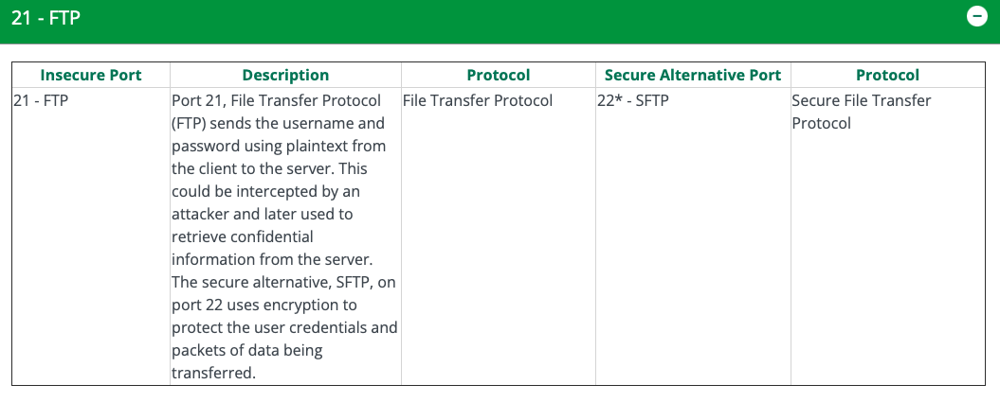 21 - FTP
Insecure Port
Description
Protocol
Secure Alternative Port
Protocol
21 - FTP
Port 21, File Transfer Protocol
(FTP) sends the username and
password using plaintext from
the client to the server. This
could be intercepted by an
attacker and later used to
retrieve confidential
information from the server.
The secure alternative, SFTP, on
port 22 uses encryption to
protect the user credentials and
packets of data being
transferred.
File Transfer Protocol
22* - SFTP
Secure File Transfer
Protocol